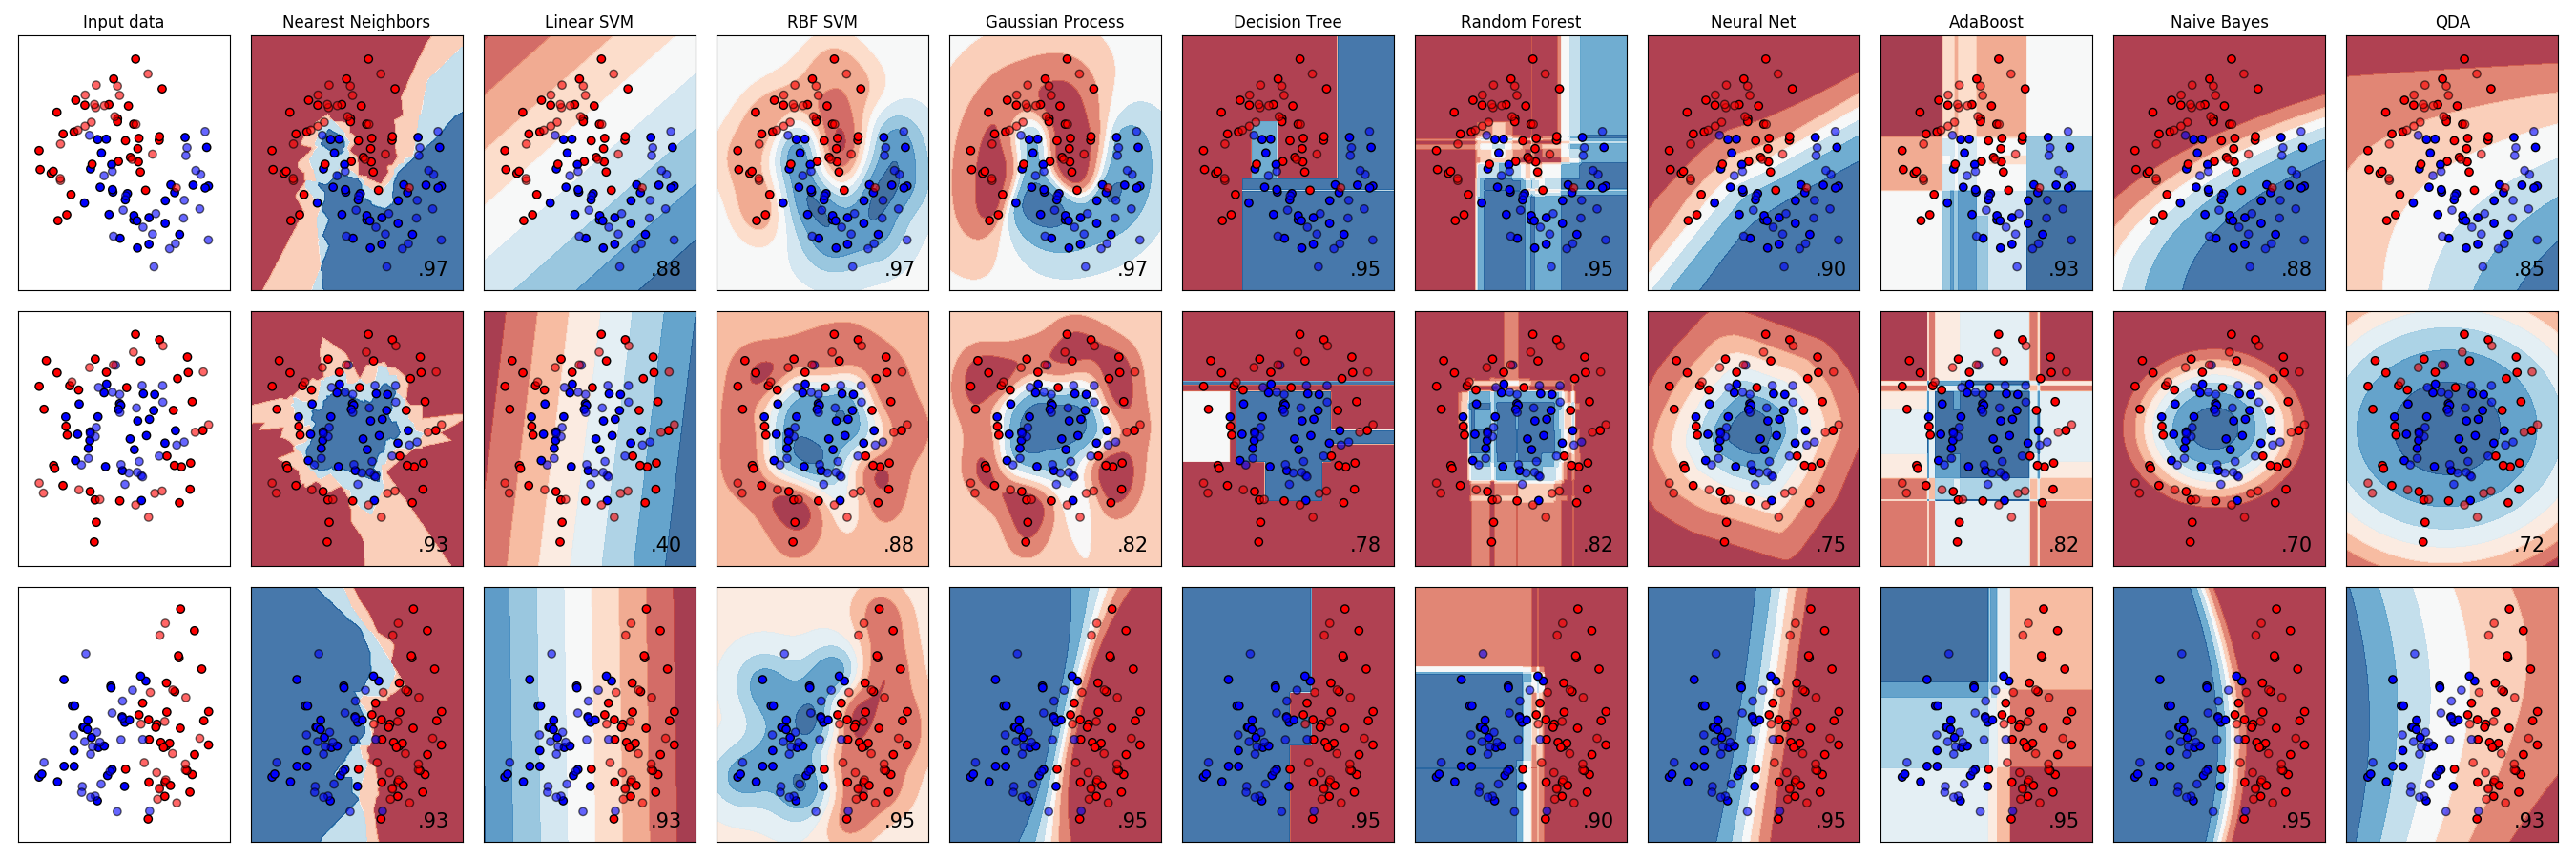 Input data Nearest Neighbors Linear SVM RBF SVM Gaussian Process Decision Tree Random Forest Neural Net AdaBoost Naive Bayes QDA
.97 .88 .97 .97 .95 .95 .90 .93 .88 .85
.93 .40 .88 .82 .78 .82 .75 .82 .70 .72
.93 .93 .95 .95 .95 .90 .95 .95 .95 .93